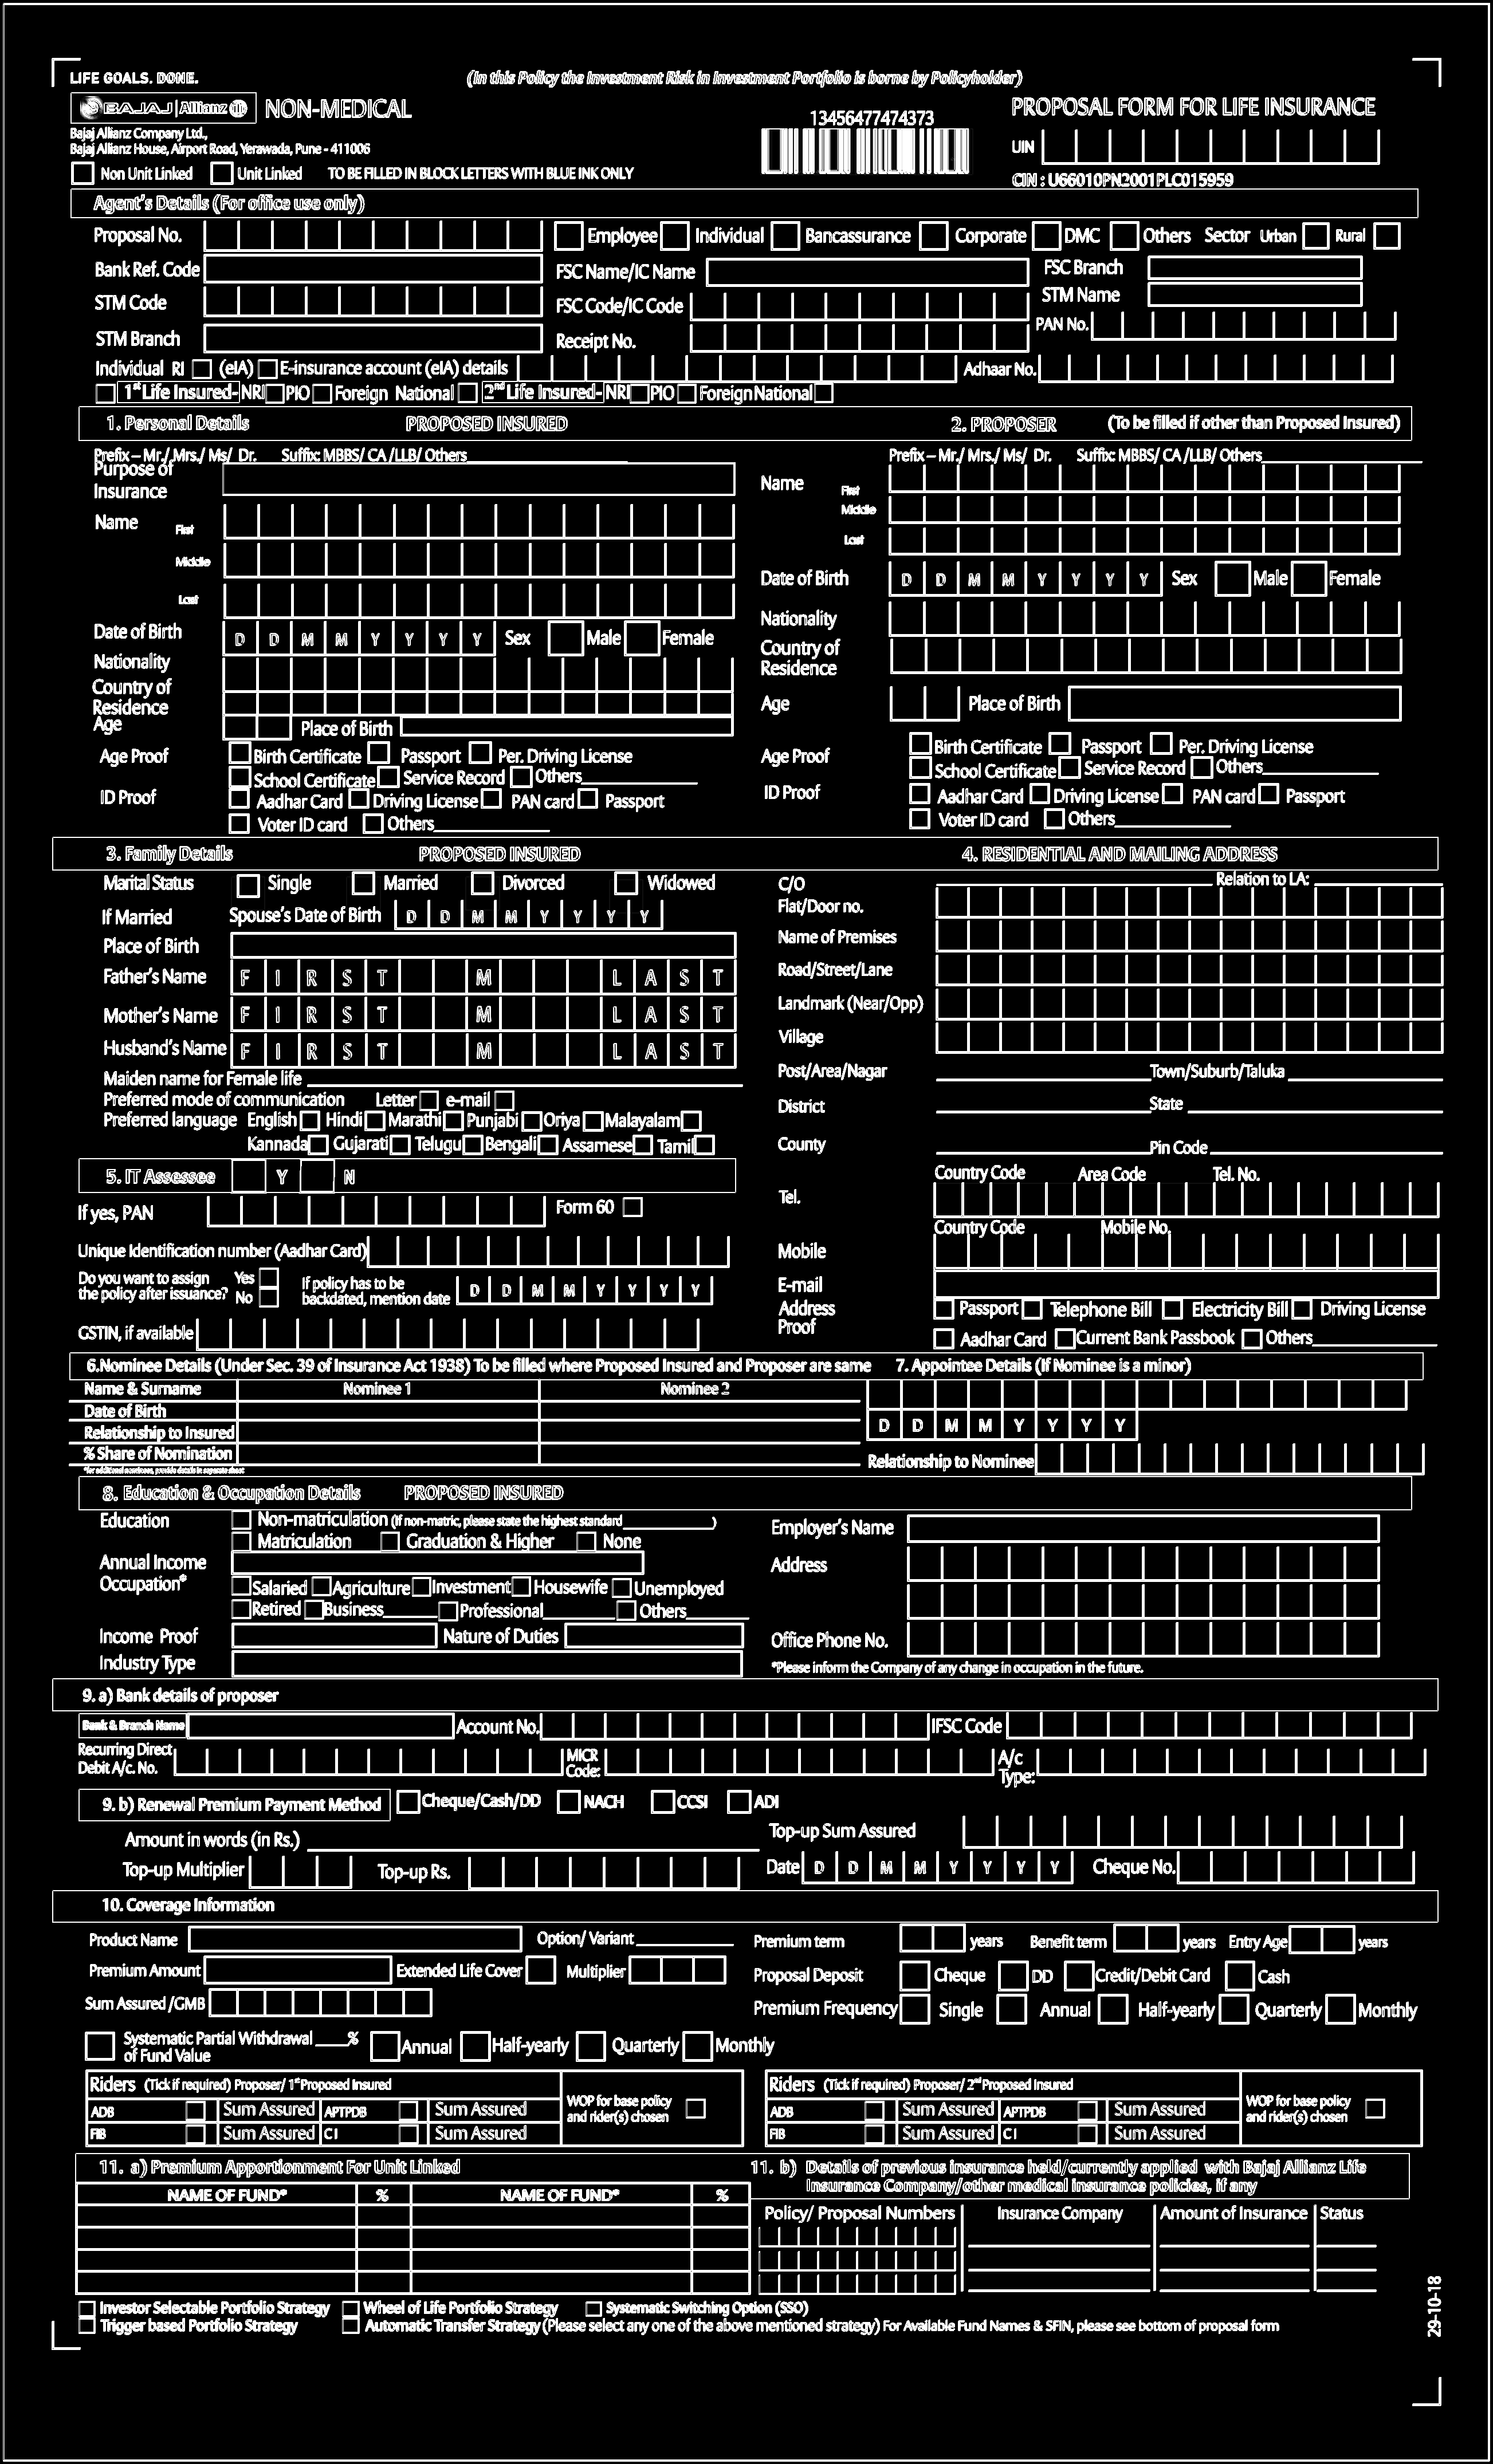 LIFE GOALS. DONE.
(In this Policy the Investment Risk in Investment Portfolio is borne by Policyholder)
BAJAJ | Allianz NON-MEDICAL
13456477474373
PROPOSAL FORM FOR LIFE INSURANCE
Bajaj Allianz Company Ltd.,
Bajaj Allianz House, Airport Road, Yerawada, Pune - 411006
UIN
Non Unit Linked Unit Linked TO BE FILLED IN BLOCK LETTERS WITH BLUE INK ONLY
CIN : U66010PN2001PLC015959
Agent's Details (For office use only)
Proposal No. Employee Individual Bancassurance Corporate DMC Others Sector Urban Rural
Bank Ref. Code FSC Name/IC Name FSC Branch
STM Code FSC Code/IC Code STM Name
STM Branch Receipt No. PAN No.
Individual RI (eIA) E-insurance account (eIA) details Adhaar No.
1st Life Insured- NRI PIO Foreign National 2nd Life Insured- NRI PIO Foreign National
1. Personal Details PROPOSED INSURED
Prefix – Mr./ Mrs./ Ms/ Dr. Suffix: MBBS/ CA /LLB/ Others
Purpose of
Insurance
Name First
Middle
Last
Date of Birth D D M M Y Y Y Y Sex Male Female
Nationality
Country of
Residence
Age Place of Birth
Age Proof Birth Certificate Passport Per. Driving License
School Certificate Service Record Others
ID Proof Aadhar Card Driving License PAN card Passport
Voter ID card Others
2. PROPOSER (To be filled if other than Proposed Insured)
Prefix – Mr./ Mrs./ Ms/ Dr. Suffix: MBBS/ CA /LLB/ Others
Name First
Middle
Last
Date of Birth D D M M Y Y Y Y Sex Male Female
Nationality
Country of
Residence
Age Place of Birth
Age Proof Birth Certificate Passport Per. Driving License
School Certificate Service Record Others
ID Proof Aadhar Card Driving License PAN card Passport
Voter ID card Others
3. Family Details PROPOSED INSURED
Marital Status Single Married Divorced Widowed
If Married Spouse's Date of Birth D D M M Y Y Y Y
Place of Birth
Father's Name F I R S T M L A S T
Mother's Name F I R S T M L A S T
Husband's Name F I R S T M L A S T
Maiden name for Female life
Preferred mode of communication Letter e-mail
Preferred language English Hindi Marathi Punjabi Oriya Malayalam
Kannada Gujarati Telugu Bengali Assamese Tamil
5. IT Assessee Y N
If yes, PAN Form 60
Unique Identification number (Aadhar Card)
Do you want to assign
the policy after issuance? Yes
No
If policy has to be
backdated, mention date D D M M Y Y Y Y
GSTIN, if available
4. RESIDENTIAL AND MAILING ADDRESS
C/O Relation to LA:
Flat/Door no.
Name of Premises
Road/Street/Lane
Landmark (Near/Opp)
Village
Post/Area/Nagar Town/Suburb/Taluka
District State
County Pin Code
Country Code Area Code Tel. No.
Tel.
Country Code Mobile No.
Mobile
E-mail
Address
Proof
Passport Telephone Bill Electricity Bill Driving License
Aadhar Card Current Bank Passbook Others
6.Nominee Details (Under Sec. 39 of Insurance Act 1938) To be filled where Proposed Insured and Proposer are same
Name & Surname Nominee 1 Nominee 2
Date of Birth
Relationship to Insured
% Share of Nomination
*for additional nominees, provide details in separate sheet
7. Appointee Details (If Nominee is a minor)
D D M M Y Y Y Y
Relationship to Nominee
8. Education & Occupation Details PROPOSED INSURED
Education Non-matriculation (If non-matric, please state the highest standard )
Matriculation Graduation & Higher None
Annual Income
Occupation* Salaried Agriculture Investment Housewife Unemployed
Retired Business Professional Others
Income Proof Nature of Duties
Industry Type
Employer's Name
Address
Office Phone No.
*Please inform the Company of any change in occupation in the future.
9. a) Bank details of proposer
Bank & Branch Name Account No. IFSC Code
Recurring Direct
Debit A/c. No.
MICR
Code:
A/c
Type:
9. b) Renewal Premium Payment Method Cheque/Cash/DD NACH CCSI ADI
Amount in words (in Rs.) Top-up Sum Assured
Top-up Multiplier Top-up Rs. Date D D M M Y Y Y Y Cheque No.
10. Coverage Information
Product Name Option/ Variant Premium term years Benefit term years Entry Age years
Premium Amount Extended Life Cover Multiplier Proposal Deposit Cheque DD Credit/Debit Card Cash
Sum Assured /GMB Premium Frequency Single Annual Half-yearly Quarterly Monthly
Systematic Partial Withdrawal ____%
of Fund Value
Annual Half-yearly Quarterly Monthly
Riders (Tick if required) Proposer/ 1st Proposed Insured
ADB Sum Assured APTPDB Sum Assured
FIB Sum Assured CI Sum Assured
WOP for base policy
and rider(s) chosen
Riders (Tick if required) Proposer/ 2nd Proposed Insured
ADB Sum Assured APTPDB Sum Assured
FIB Sum Assured CI Sum Assured
WOP for base policy
and rider(s) chosen
11. a) Premium Apportionment For Unit Linked
NAME OF FUND* % NAME OF FUND* %
11. b) Details of previous insurance held/currently applied with Bajaj Allianz Life
Insurance Company/other medical insurance policies, if any
Policy/ Proposal Numbers Insurance Company Amount of Insurance Status
Investor Selectable Portfolio Strategy Wheel of Life Portfolio Strategy Systematic Switching Option (SSO)
Trigger based Portfolio Strategy Automatic Transfer Strategy (Please select any one of the above mentioned strategy) For Available Fund Names & SFIN, please see bottom of proposal form
29-10-18